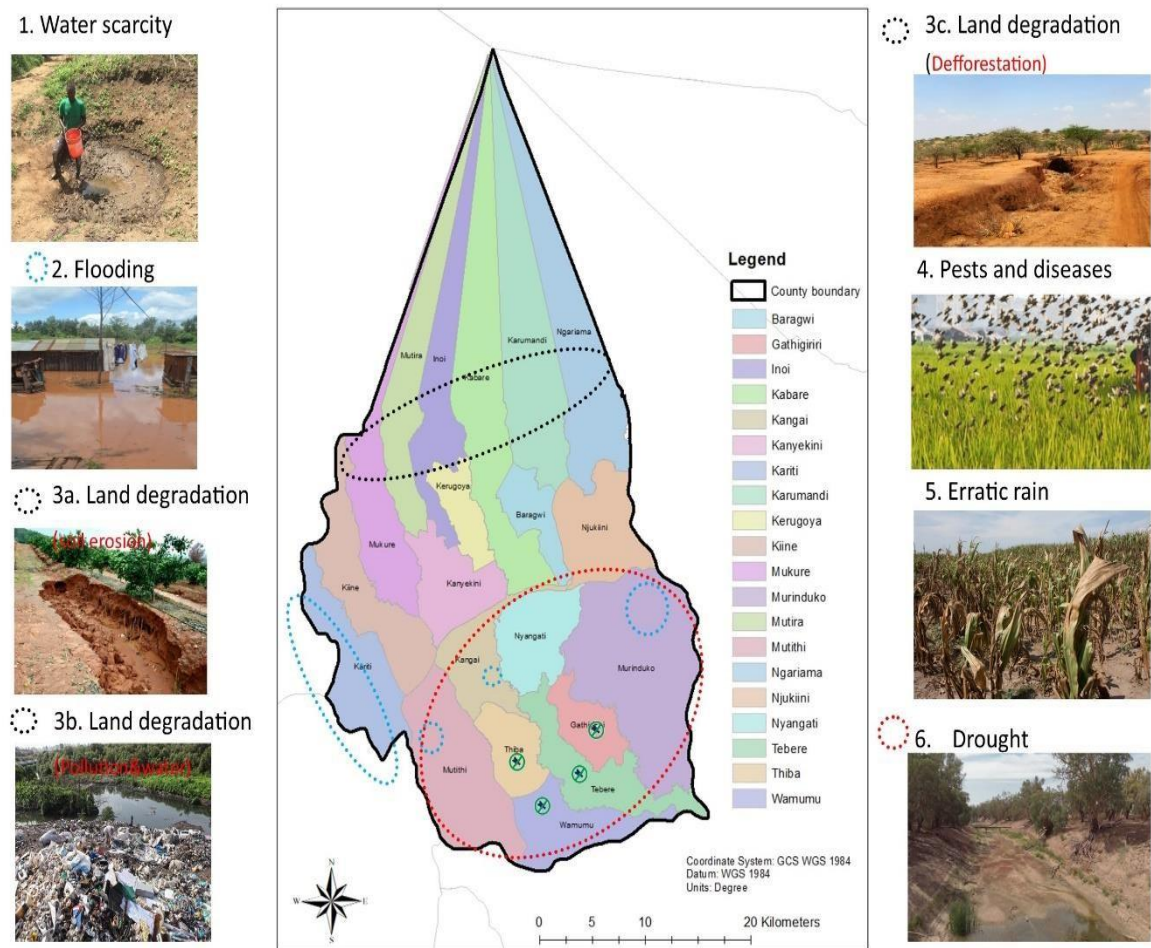 1. Water scarcity
2. Flooding
3a. Land degradation
(soil erosion)
3b. Land degradation
(Pollution&water)
Mutira
Inoi
Kabare
Karumandi
Ngariama
Kerugoya
Baragwi
Njukiini
Mukure
Kiine
Kanyekini
Kariti
Kangai
Nyangati
Murinduko
Mutithi
Thiba
Tebere
Wamumu
Legend
County boundary
Baragwi
Gathigiriri
Inoi
Kabare
Kangai
Kanyekini
Kariti
Karumandi
Kerugoya
Kiine
Mukure
Murinduko
Mutira
Mutithi
Ngariama
Njukiini
Nyangati
Tebere
Thiba
Wamumu
Coordinate System: GCS WGS 1984
Datum: WGS 1984
Units: Degree
N
W E
S
0 5 10 20 Kilometers
3c. Land degradation
(Defforestation)
4. Pests and diseases
5. Erratic rain
6. Drought